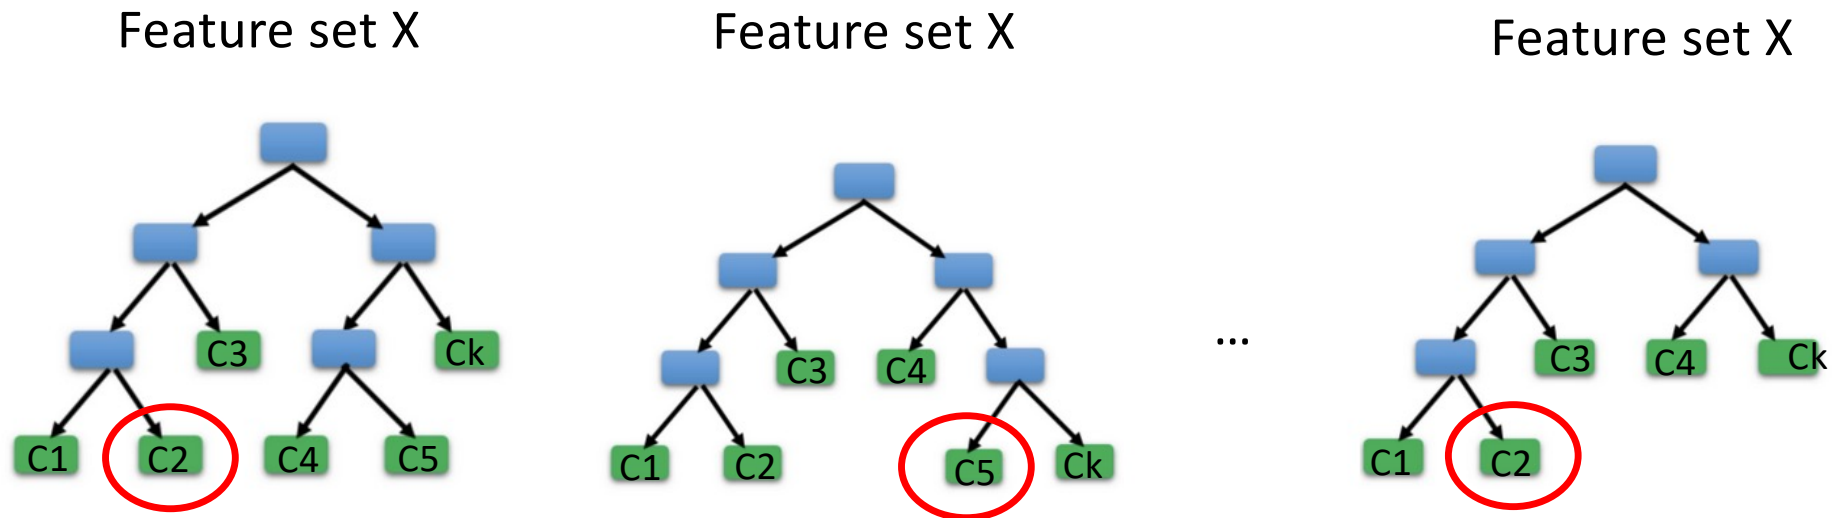 Feature set X
Feature set X
Feature set X
C3
Ck
C1
C2
C4
C5
C3
C4
C1
C2
C5
Ck
...
C3
C4
Ck
C1
C2